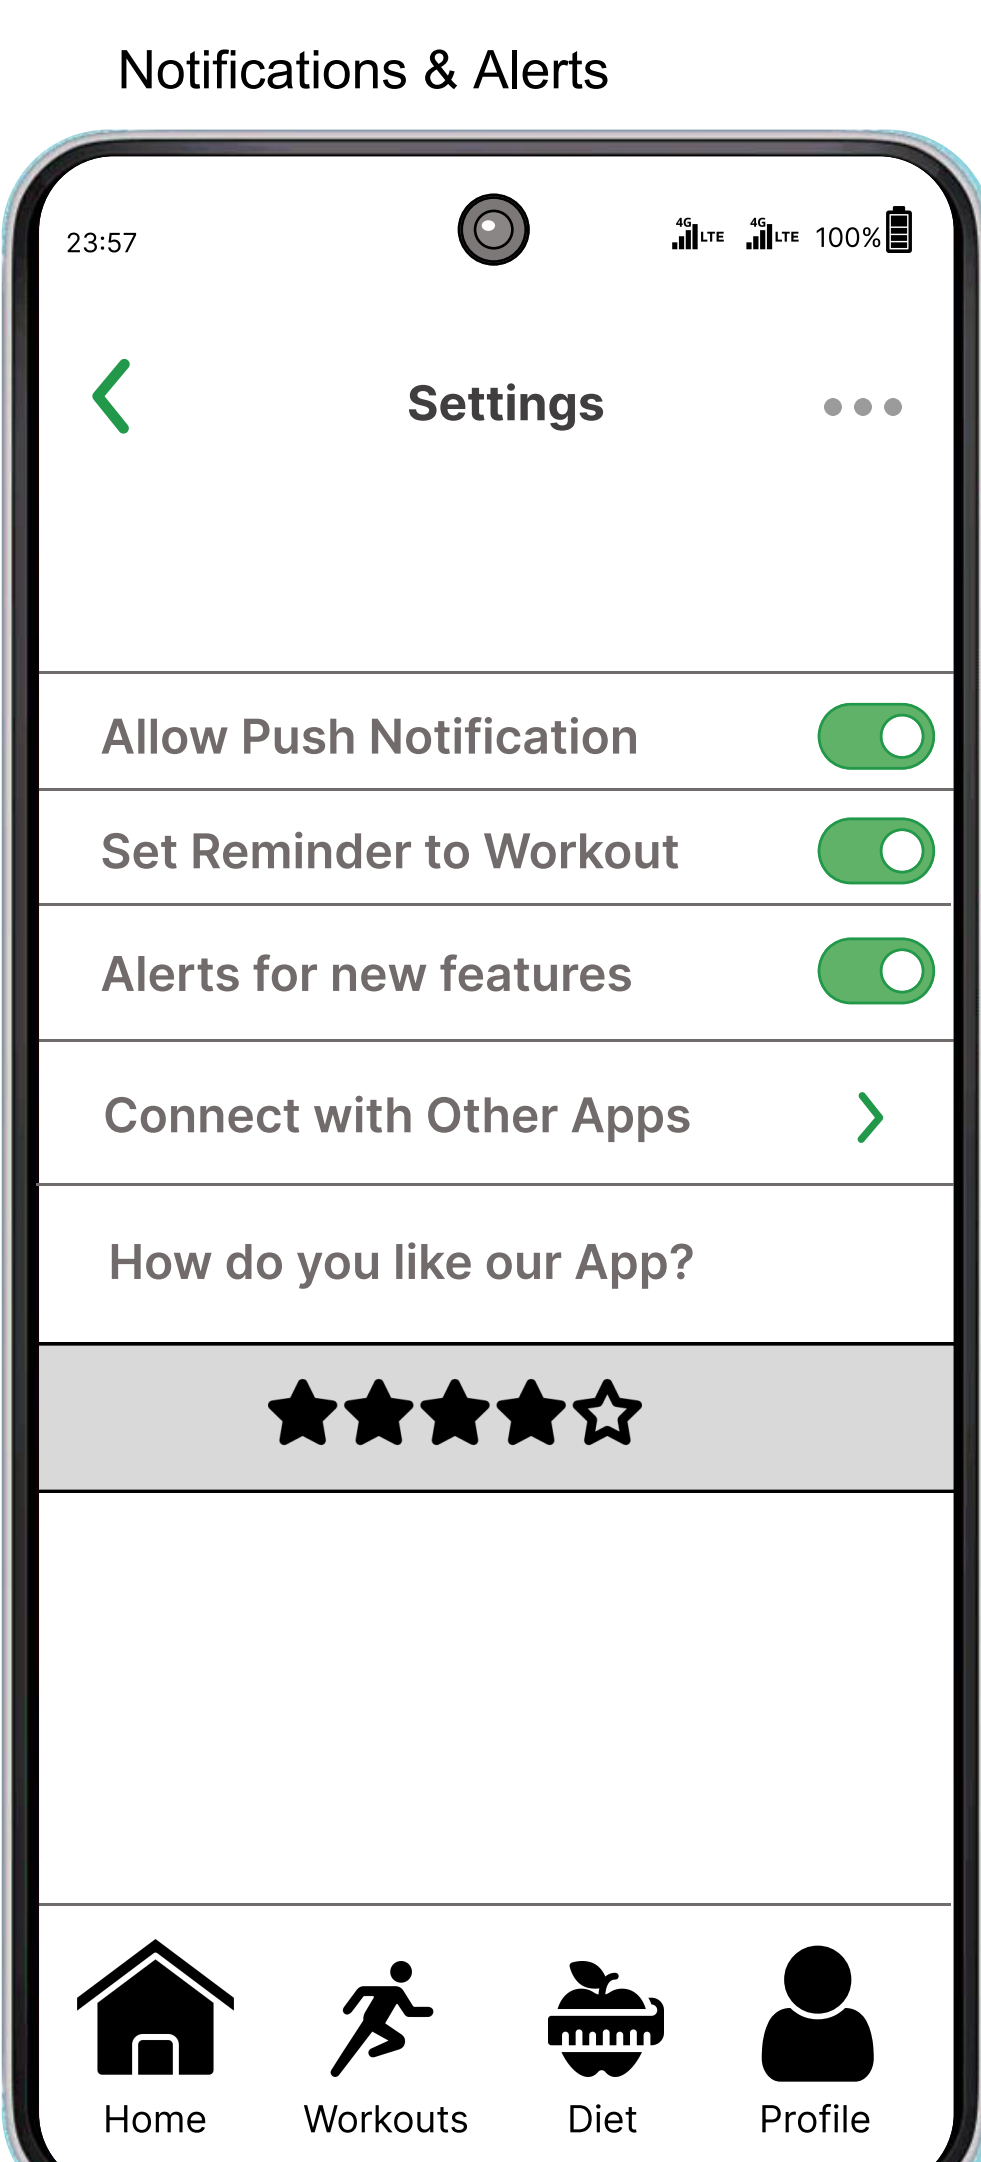 Notifications & Alerts
23:57
4G LTE 4G LTE 100%
Settings
Allow Push Notification
Set Reminder to Workout
Alerts for new features
Connect with Other Apps
How do you like our App?
Home Workouts Diet Profile